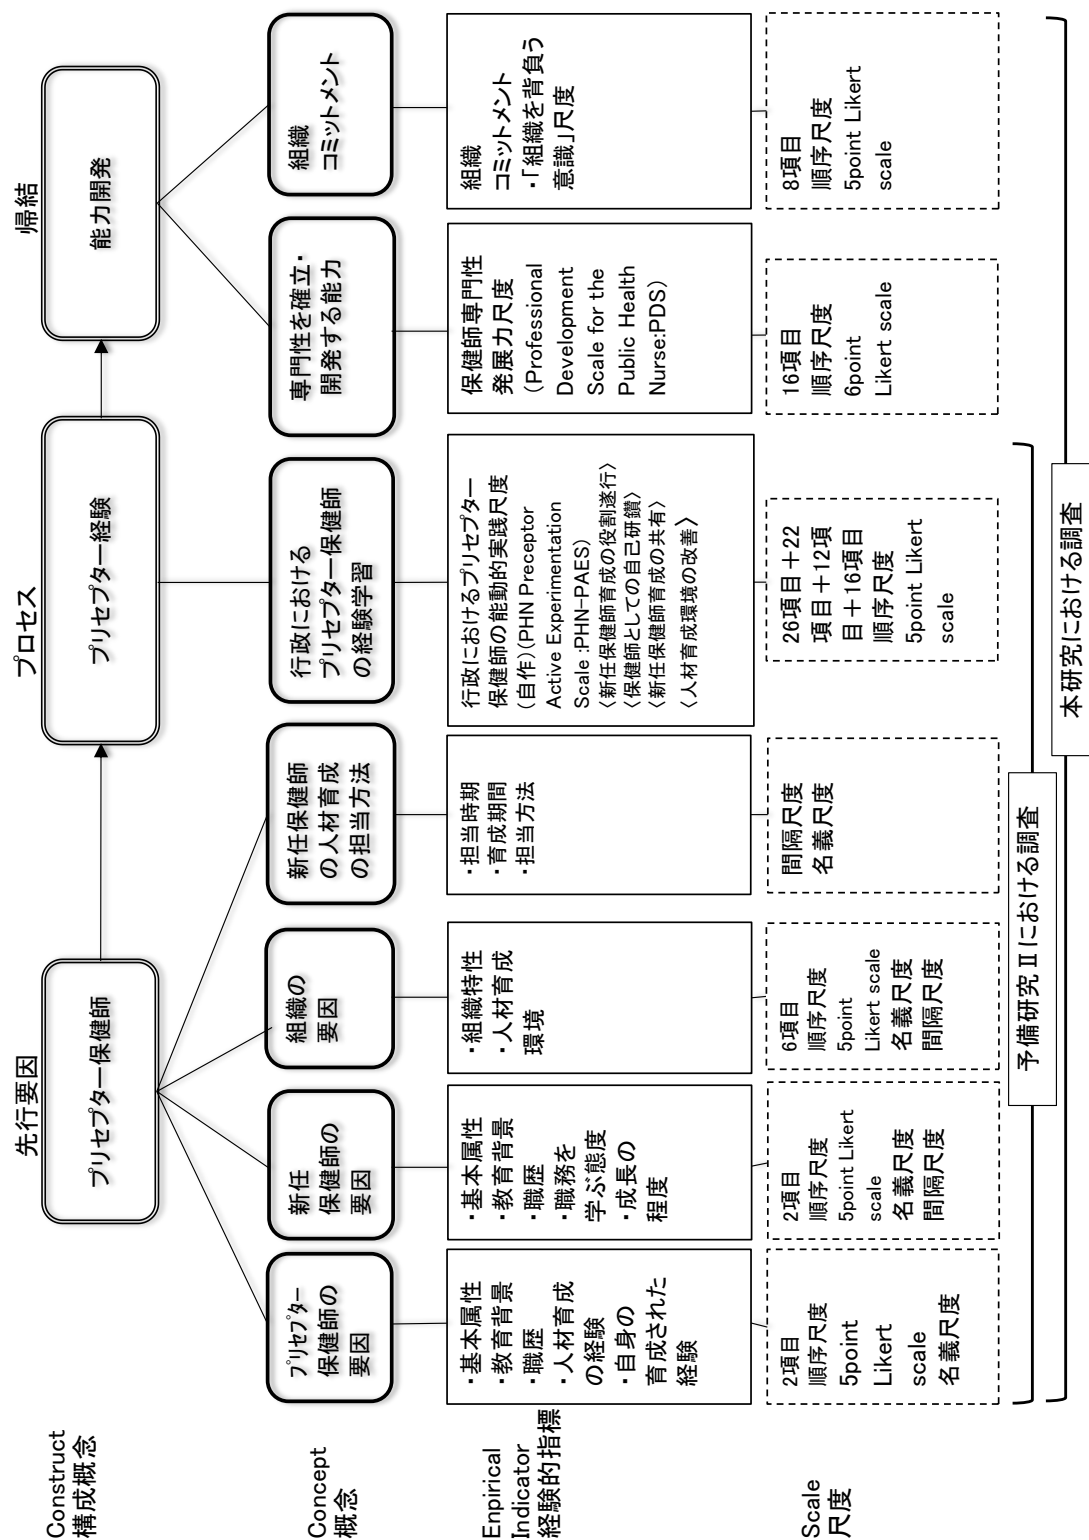 先行要因
プロセス
帰結
Construct
構成概念
プリセプター保健師
プリセプター経験
能力開発
Concept
概念
プリセプター
保健師の
要因
新任
保健師の
要因
組織の
要因
新任保健師
の人材育成
の担当方法
行政における
プリセプター保健師
の経験学習
専門性を確立・
開発する能力
組織
コミットメント
Enpirical
Indicator
経験的指標
・基本属性
・教育背景
・職歴
・人材育成
の経験
・自身の
育成された
経験
・基本属性
・教育背景
・職歴
・職務を
学ぶ態度
・成長の
程度
・組織特性
・人材育成
環境
・担当時期
・育成期間
・担当方法
行政におけるプリセプター
保健師の能動的実践尺度
(自作)(PHN Preceptor
Active Experimentation
Scale :PHN-PAES)
〈新任保健師育成の役割遂行〉
〈保健師としての自己研鑽〉
〈新任保健師育成の共有〉
〈人材育成環境の改善〉
保健師専門性
発展力尺度
(Professional
Development
Scale for the
Public Health
Nurse:PDS)
組織
コミットメント
・「組織を背負う
意識」尺度
Scale
尺度
2項目
順序尺度
5point
Likert
scale
名義尺度
2項目
順序尺度
5point Likert
scale
名義尺度
間隔尺度
6項目
順序尺度
5point
Likert scale
名義尺度
間隔尺度
間隔尺度
名義尺度
26項目＋22
項目＋12項
目＋16項目
順序尺度
5point Likert
scale
16項目
順序尺度
6point
Likert scale
8項目
順序尺度
5point Likert
scale
予備研究Ⅱにおける調査
本研究における調査